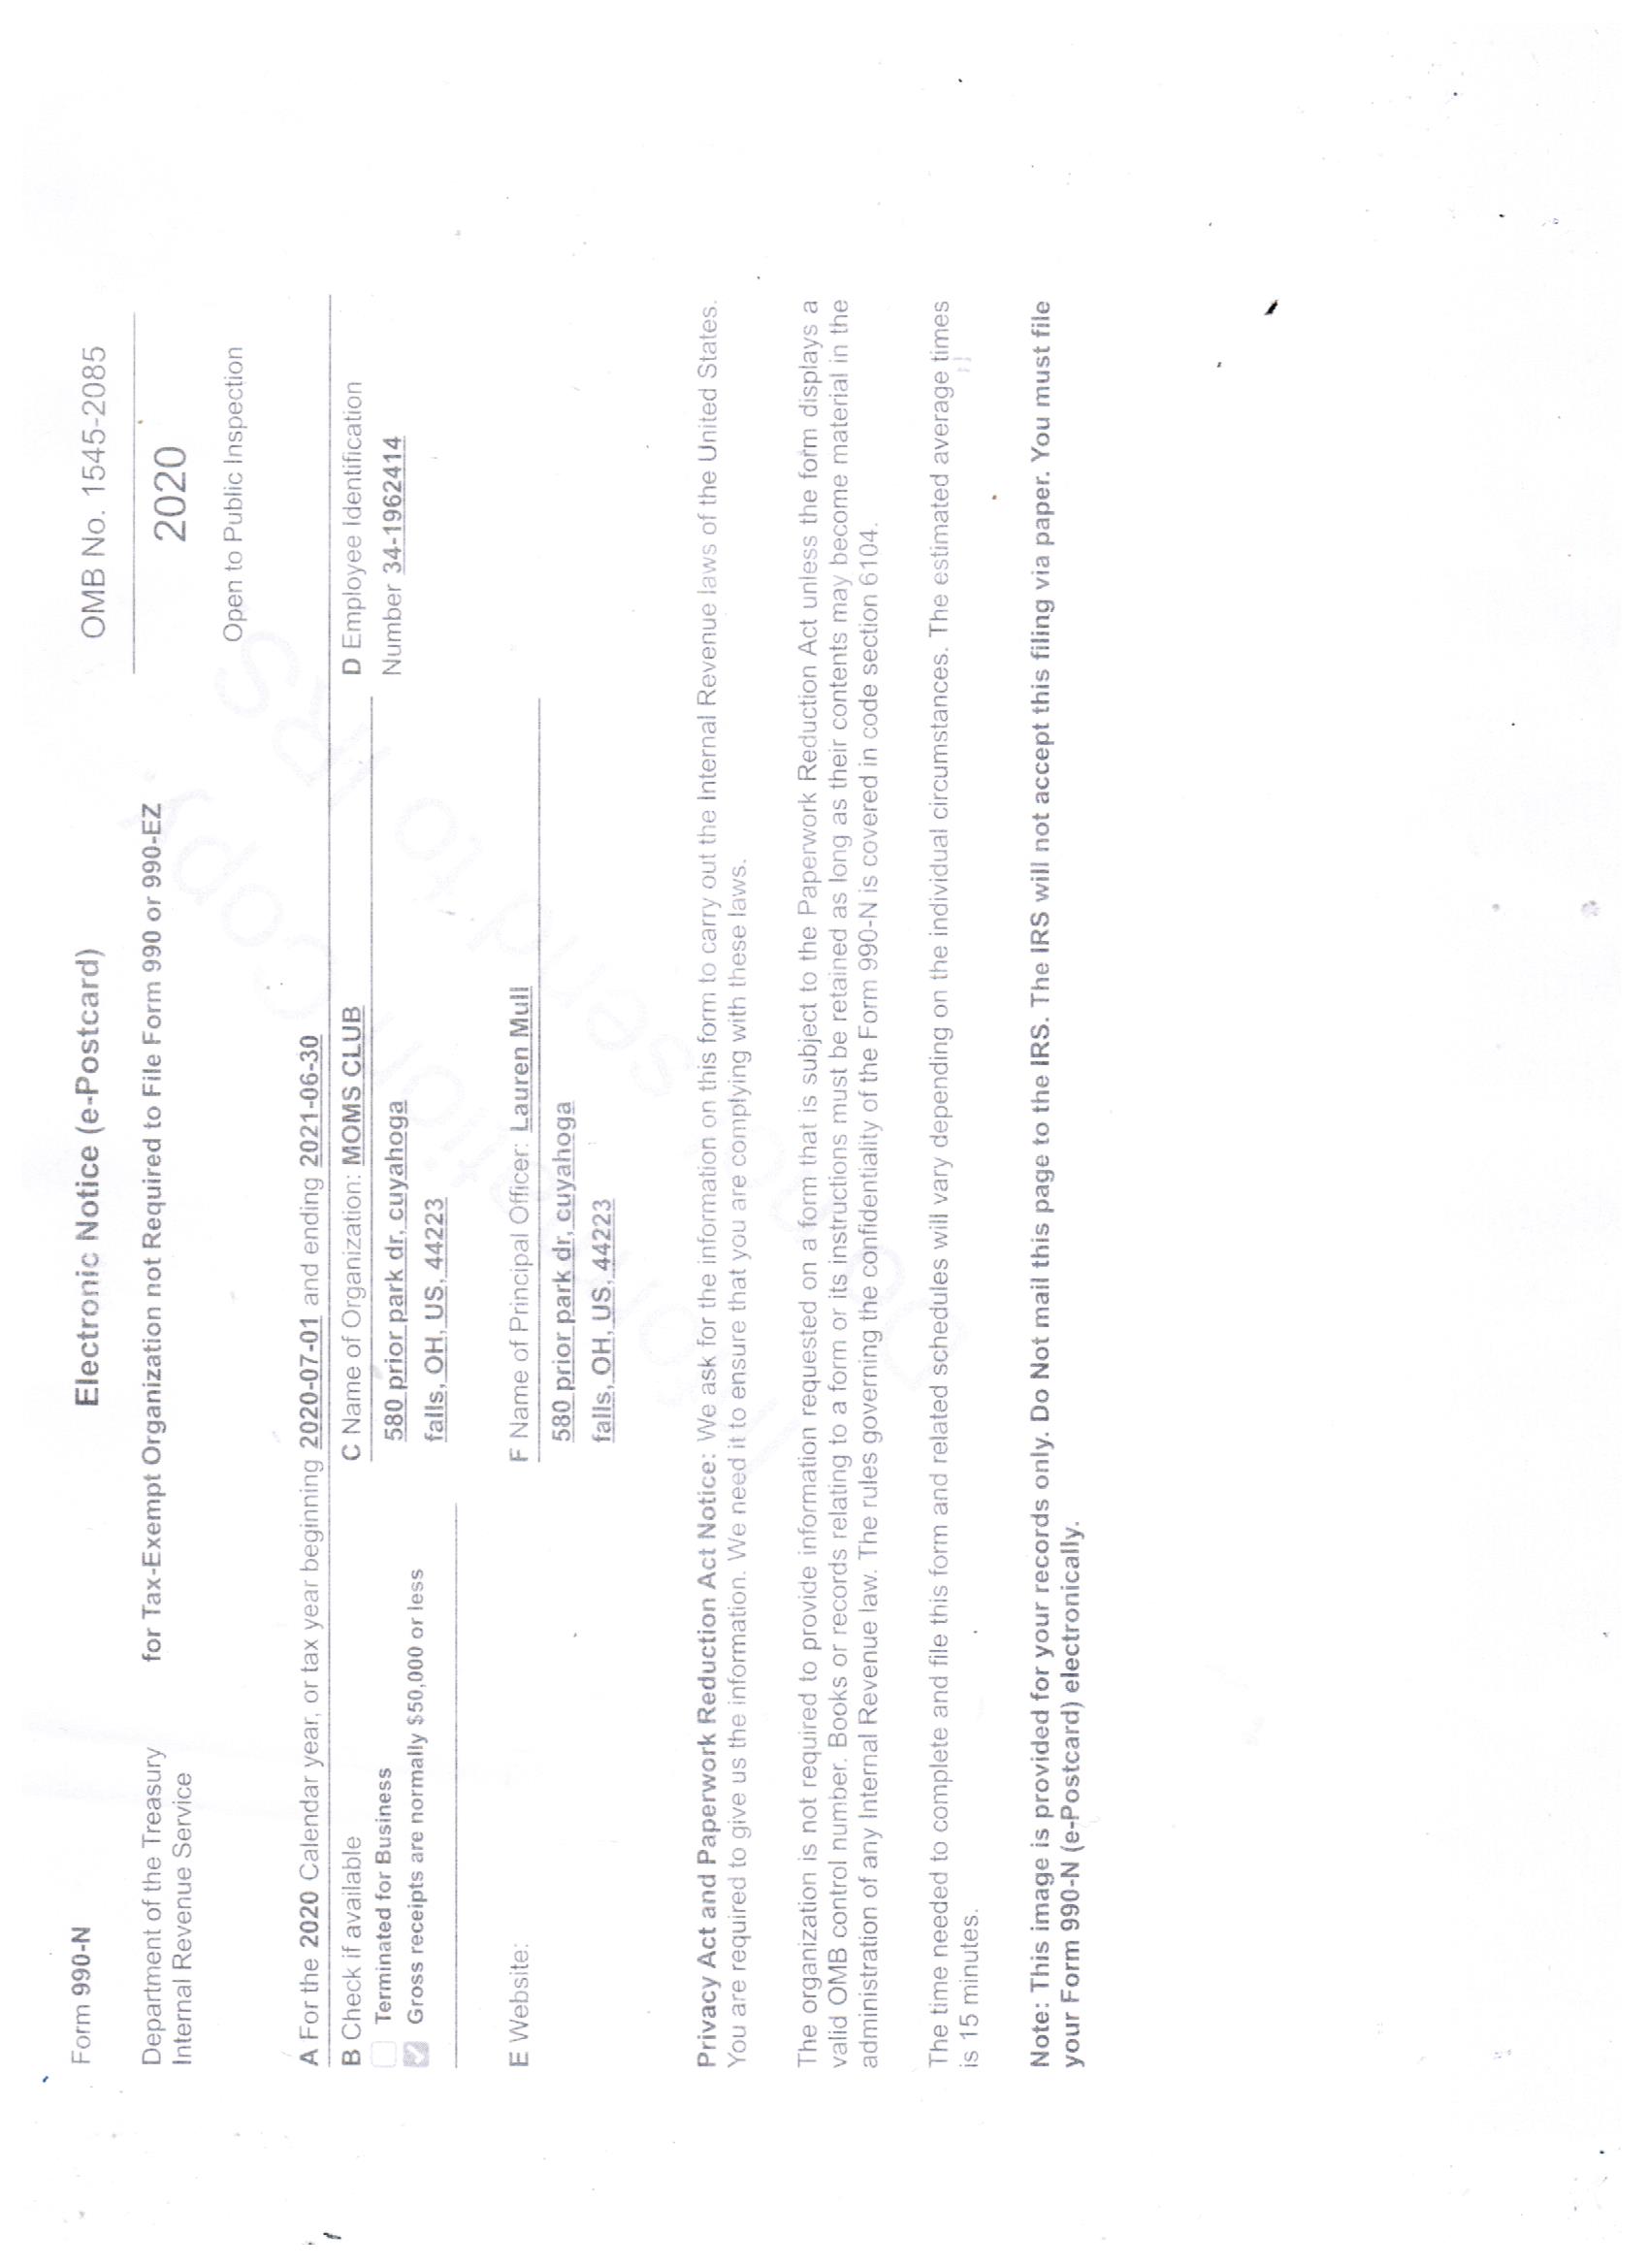 Form 990-N
Electronic Notice (e-Postcard)
OMB No. 1545-2085
Department of the Treasury
Internal Revenue Service
for Tax-Exempt Organization not Required to File Form 990 or 990-EZ
2020
Open to Public Inspection
A For the 2020 Calendar year, or tax year beginning 2020-07-01 and ending 2021-06-30
B Check if available
Terminated for Business
Gross receipts are normally $50,000 or less
C Name of Organization: MOMS CLUB
580 prior park dr, cuyahoga
falls, OH, US, 44223
D Employee Identification
Number 34-1962414
E Website:
F Name of Principal Officer: Lauren Mull
580 prior park dr, cuyahoga
falls, OH, US, 44223
Privacy Act and Paperwork Reduction Act Notice: We ask for the information on this form to carry out the Internal Revenue laws of the United States.
You are required to give us the information. We need it to ensure that you are complying with these laws.
The organization is not required to provide information requested on a form that is subject to the Paperwork Reduction Act unless the form displays a
valid OMB control number. Books or records relating to a form or its instructions must be retained as long as their contents may become material in the
administration of any Internal Revenue law. The rules governing the confidentiality of the Form 990-N is covered in code section 6104.
The time needed to complete and file this form and related schedules will vary depending on the individual circumstances. The estimated average times
is 15 minutes.
Note: This image is provided for your records only. Do Not mail this page to the IRS. The IRS will not accept this filing via paper. You must file
your Form 990-N (e-Postcard) electronically.